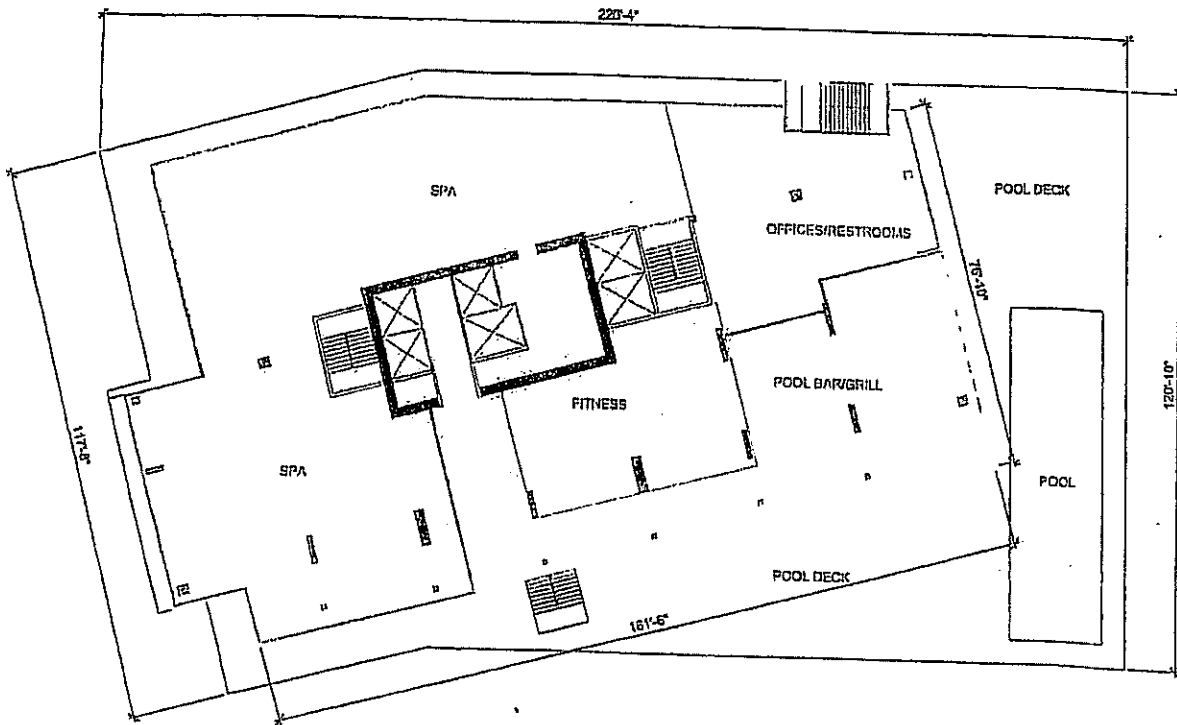 220'-4"
SPA
POOL DECK
OFFICES/RESTROOMS
76'-10"
120'-10"
POOL BAR/GRILL
FITNESS
117'-8"
SPA
POOL
POOL DECK
161'-6"